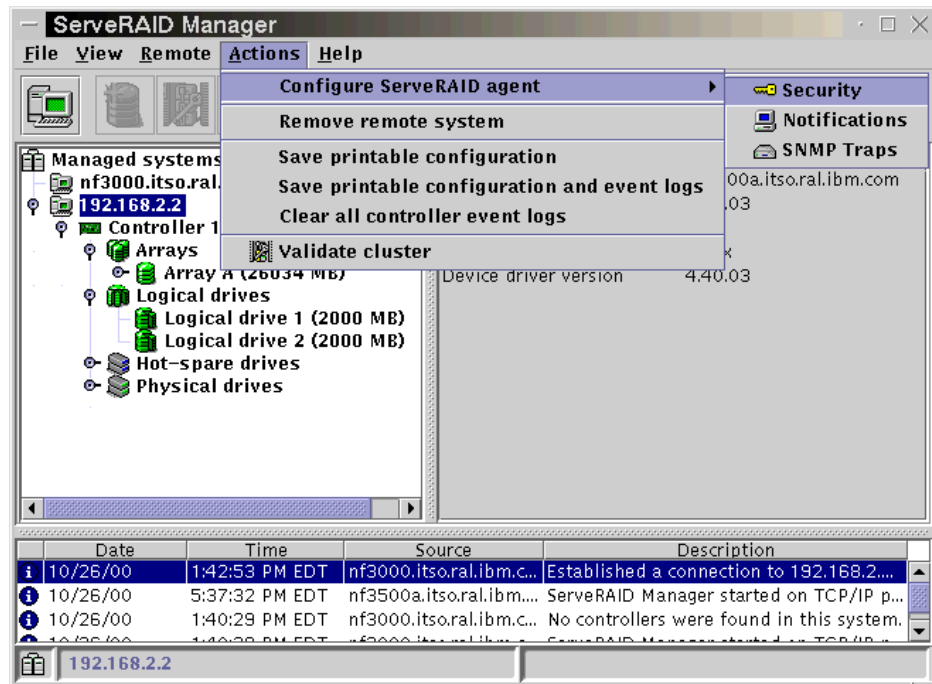 ServeRAID Manager
File View Remote Actions Help
Configure ServeRAID agent
Remove remote system
Save printable configuration
Save printable configuration and event logs
Clear all controller event logs
Validate cluster
Security
Notifications
SNMP Traps
Managed systems
nf3000.itso.ral.
192.168.2.2
Controller 1
Arrays
Array A (26034 MB)
Logical drives
Logical drive 1 (2000 MB)
Logical drive 2 (2000 MB)
Hot-spare drives
Physical drives
00a.itso.ral.ibm.com
.03
x
Device driver version 4.40.03
Date Time Source Description
10/26/00 1:42:53 PM EDT nf3000.itso.ral.ibm.c... Established a connection to 192.168.2....
10/26/00 5:37:32 PM EDT nf3500a.itso.ral.ibm.... ServeRAID Manager started on TCP/IP p...
10/26/00 1:40:29 PM EDT nf3000.itso.ral.ibm.c... No controllers were found in this system.
192.168.2.2